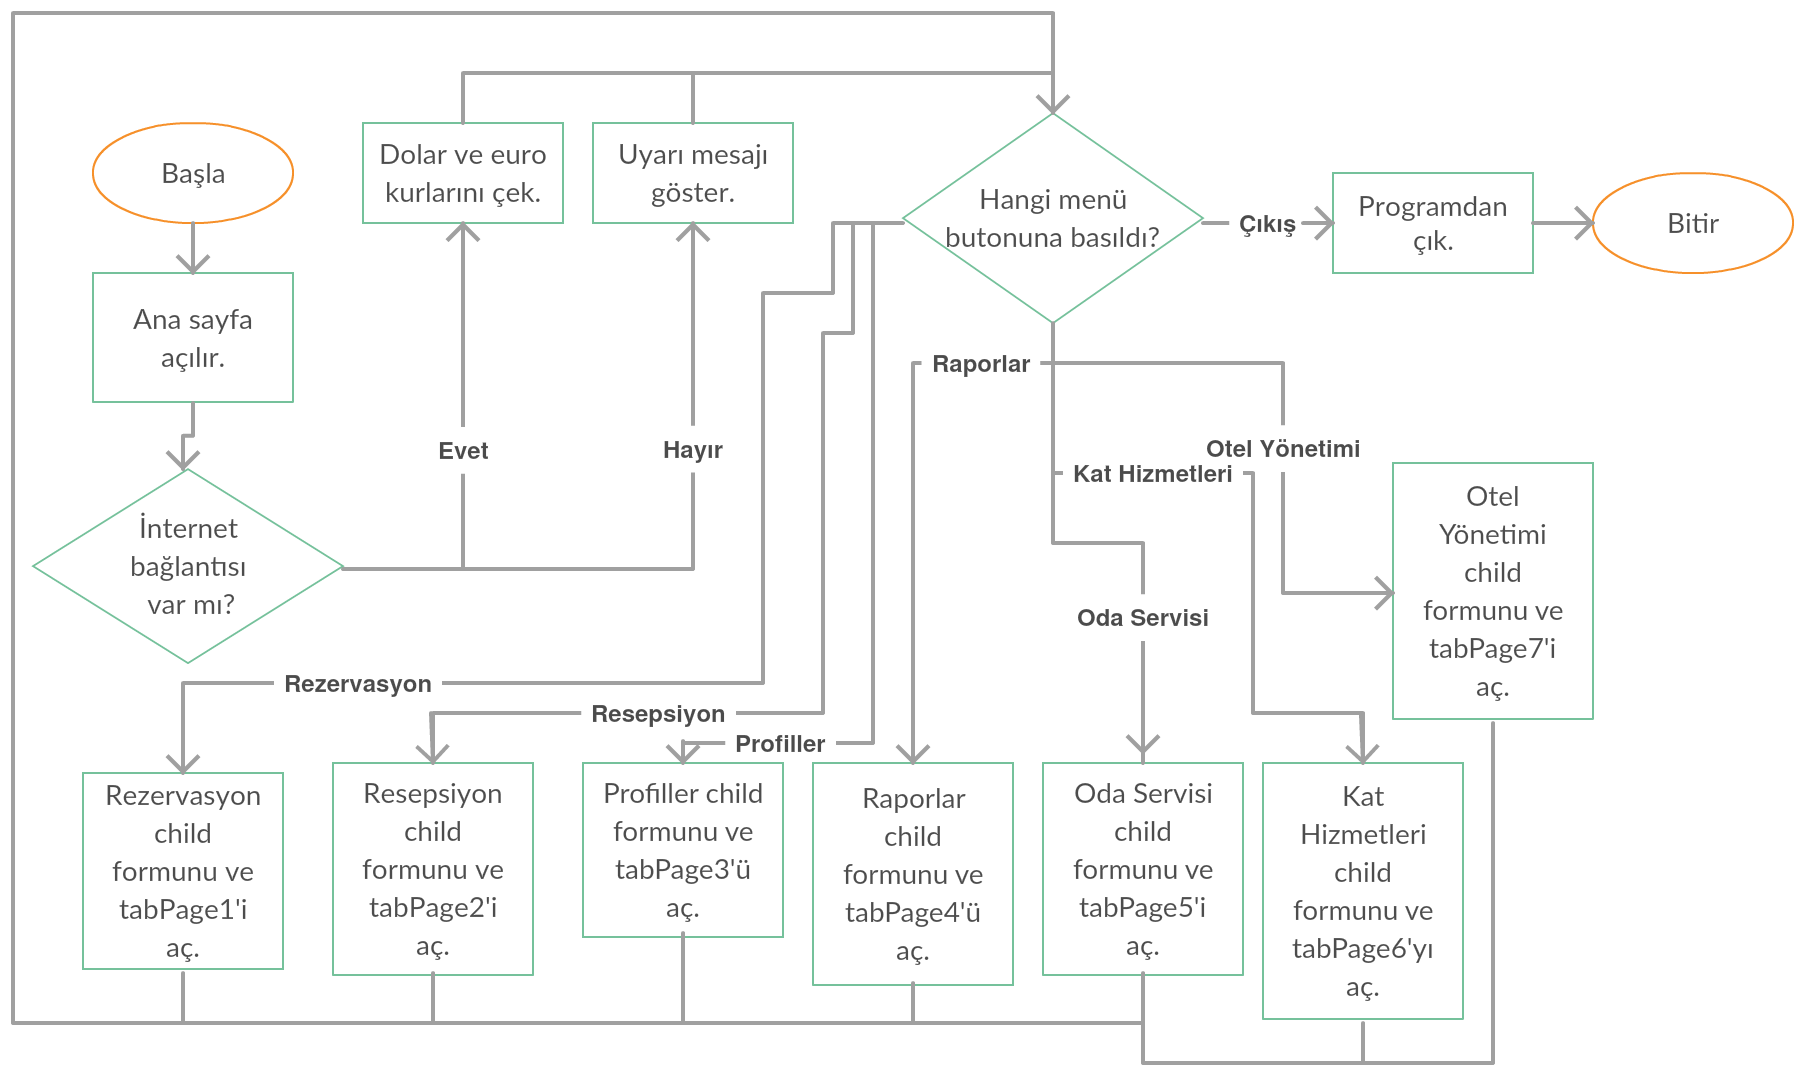 Başla
Dolar ve euro
kurlarını çek.
Uyarı mesajı
göster.
Hangi menü
butonuna basıldı?
Çıkış
Programdan
çık.
Bitir
Ana sayfa
açılır.
Raporlar
Evet
Hayır
Otel Yönetimi
Kat Hizmetleri
İnternet
bağlantısı
var mı?
Otel
Yönetimi
child
formunu ve
tabPage7'i
aç.
Oda Servisi
Rezervasyon
Resepsiyon
Profiller
Rezervasyon
child
formunu ve
tabPage1'i
aç.
Resepsiyon
child
formunu ve
tabPage2'i
aç.
Profiller child
formunu ve
tabPage3'ü
aç.
Raporlar
child
formunu ve
tabPage4'ü
aç.
Oda Servisi
child
formunu ve
tabPage5'i
aç.
Kat
Hizmetleri
child
formunu ve
tabPage6'yı
aç.